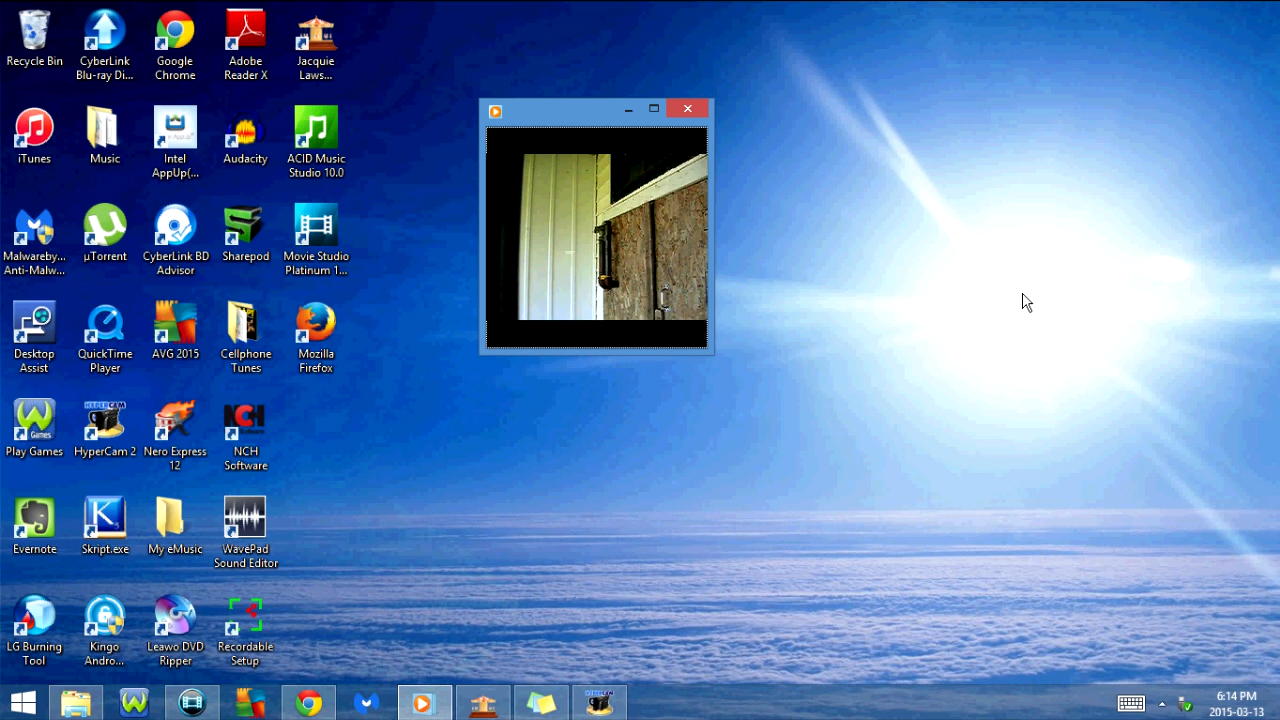 Recycle Bin
CyberLink
Blu-ray Di...
Google
Chrome
Adobe
Reader X
Jacquie
Laws...
iTunes
Music
Intel
AppUp(...
Audacity
ACID Music
Studio 10.0
Malwareby...
Anti-Malw...
µTorrent
CyberLink BD
Advisor
Sharepod
Movie Studio
Platinum 1...
Desktop
Assist
QuickTime
Player
AVG 2015
Cellphone
Tunes
Mozilla
Firefox
Games
Play Games
HYPERCAM
HyperCam 2
Nero Express
12
NCH
NCH
Software
Evernote
K
Skript.exe
My eMusic
WavePad
Sound Editor
LG Burning
Tool
Kingo
Andro...
Leawo DVD
Ripper
Recordable
Setup
6:14 PM
2015-03-13